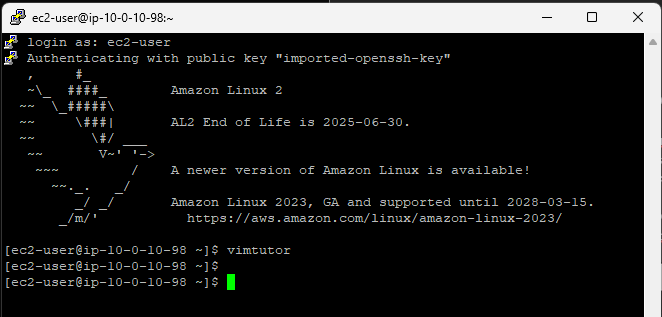 ec2-user@ip-10-0-10-98:~
login as: ec2-user
Authenticating with public key "imported-openssh-key"
   ,     #_
   ~\_  ####_        Amazon Linux 2
  ~~  \_#####\
  ~~     \###|       AL2 End of Life is 2025-06-30.
  ~~       \#/ ___
   ~~       V~' '->
    ~~~         /    A newer version of Amazon Linux is available!
      ~~._.   _/
         _/ _/       Amazon Linux 2023, GA and supported until 2028-03-15.
       _/m/'           https://aws.amazon.com/linux/amazon-linux-2023/
[ec2-user@ip-10-0-10-98 ~]$ vimtutor
[ec2-user@ip-10-0-10-98 ~]$
[ec2-user@ip-10-0-10-98 ~]$